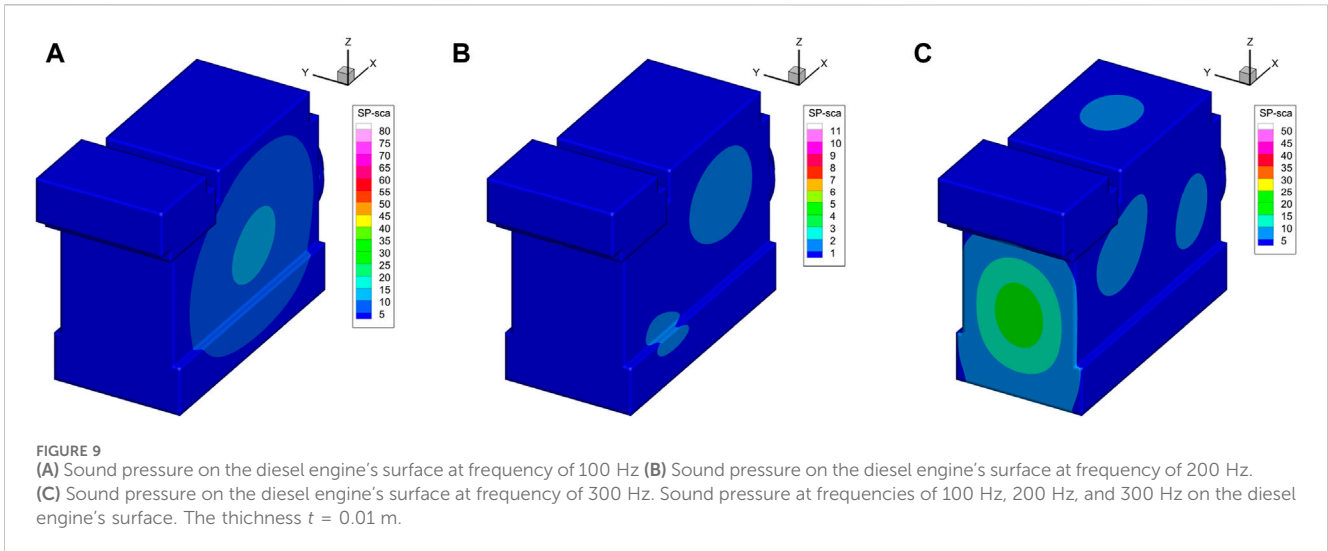 A
Z
Y
X
SP-sca
80
75
70
65
60
55
50
45
40
35
30
25
20
15
10
5
B
Z
Y
X
SP-sca
11
10
9
8
7
6
5
4
3
2
1
C
Z
Y
X
SP-sca
50
45
40
35
30
25
20
15
10
5
FIGURE 9
(A) Sound pressure on the diesel engine's surface at frequency of 100 Hz (B) Sound pressure on the diesel engine's surface at frequency of 200 Hz.
(C) Sound pressure on the diesel engine's surface at frequency of 300 Hz. Sound pressure at frequencies of 100 Hz, 200 Hz, and 300 Hz on the diesel
engine's surface. The thichness t = 0.01 m.